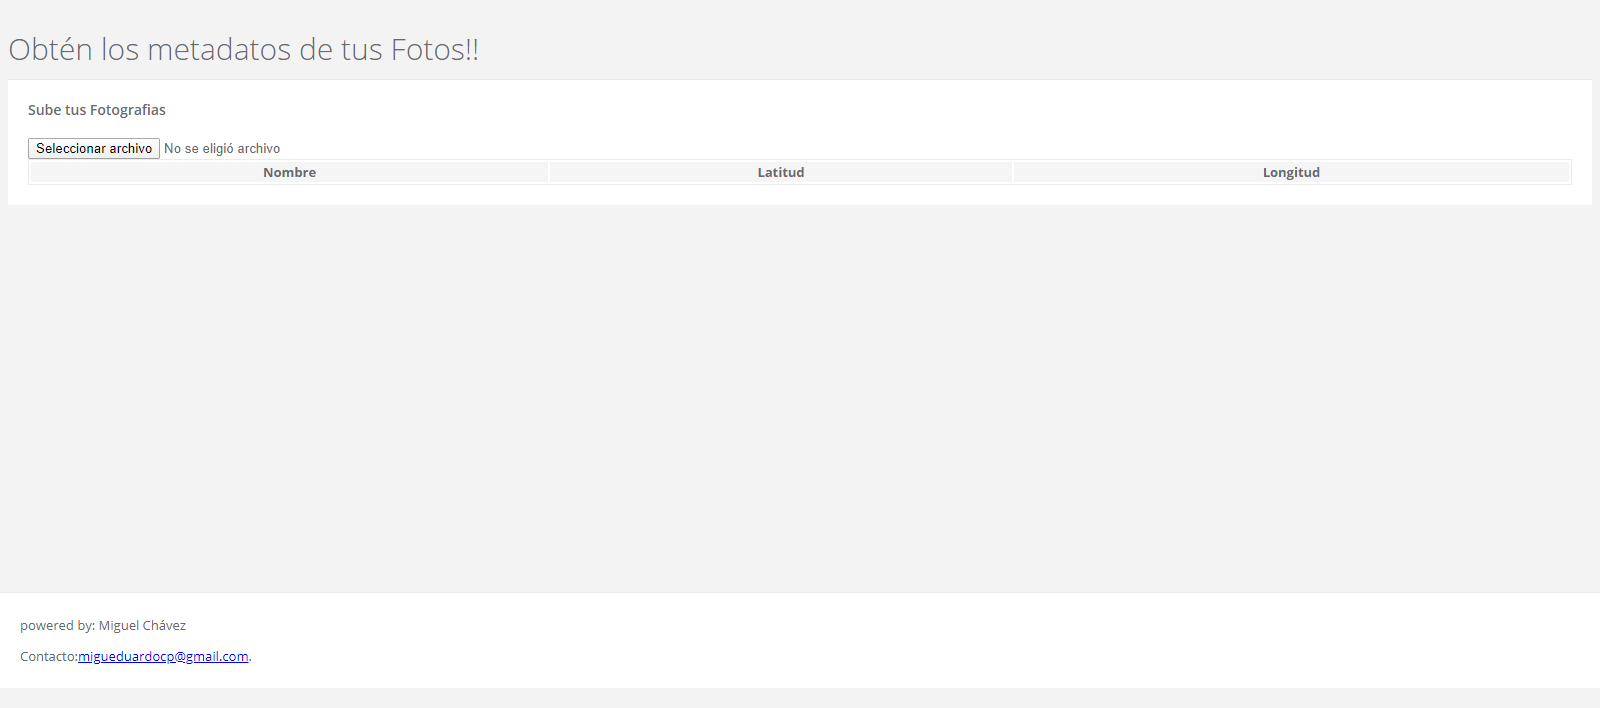 Obtén los metadatos de tus Fotos!!
Sube tus Fotografias
Seleccionar archivo No se eligió archivo
Nombre Latitud Longitud
powered by: Miguel Chávez
Contacto:migueduardocp@gmail.com.